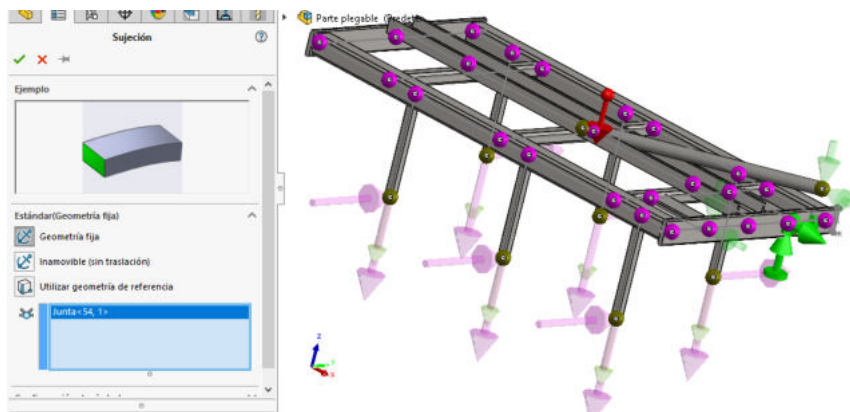 Parte plegable (Predet
Sujeción
Ejemplo
Estándar(Geometría fija)
Geometría fija
Inamovible (sin traslación)
Utilizar geometría de referencia
Junta<54, 1>
z
x